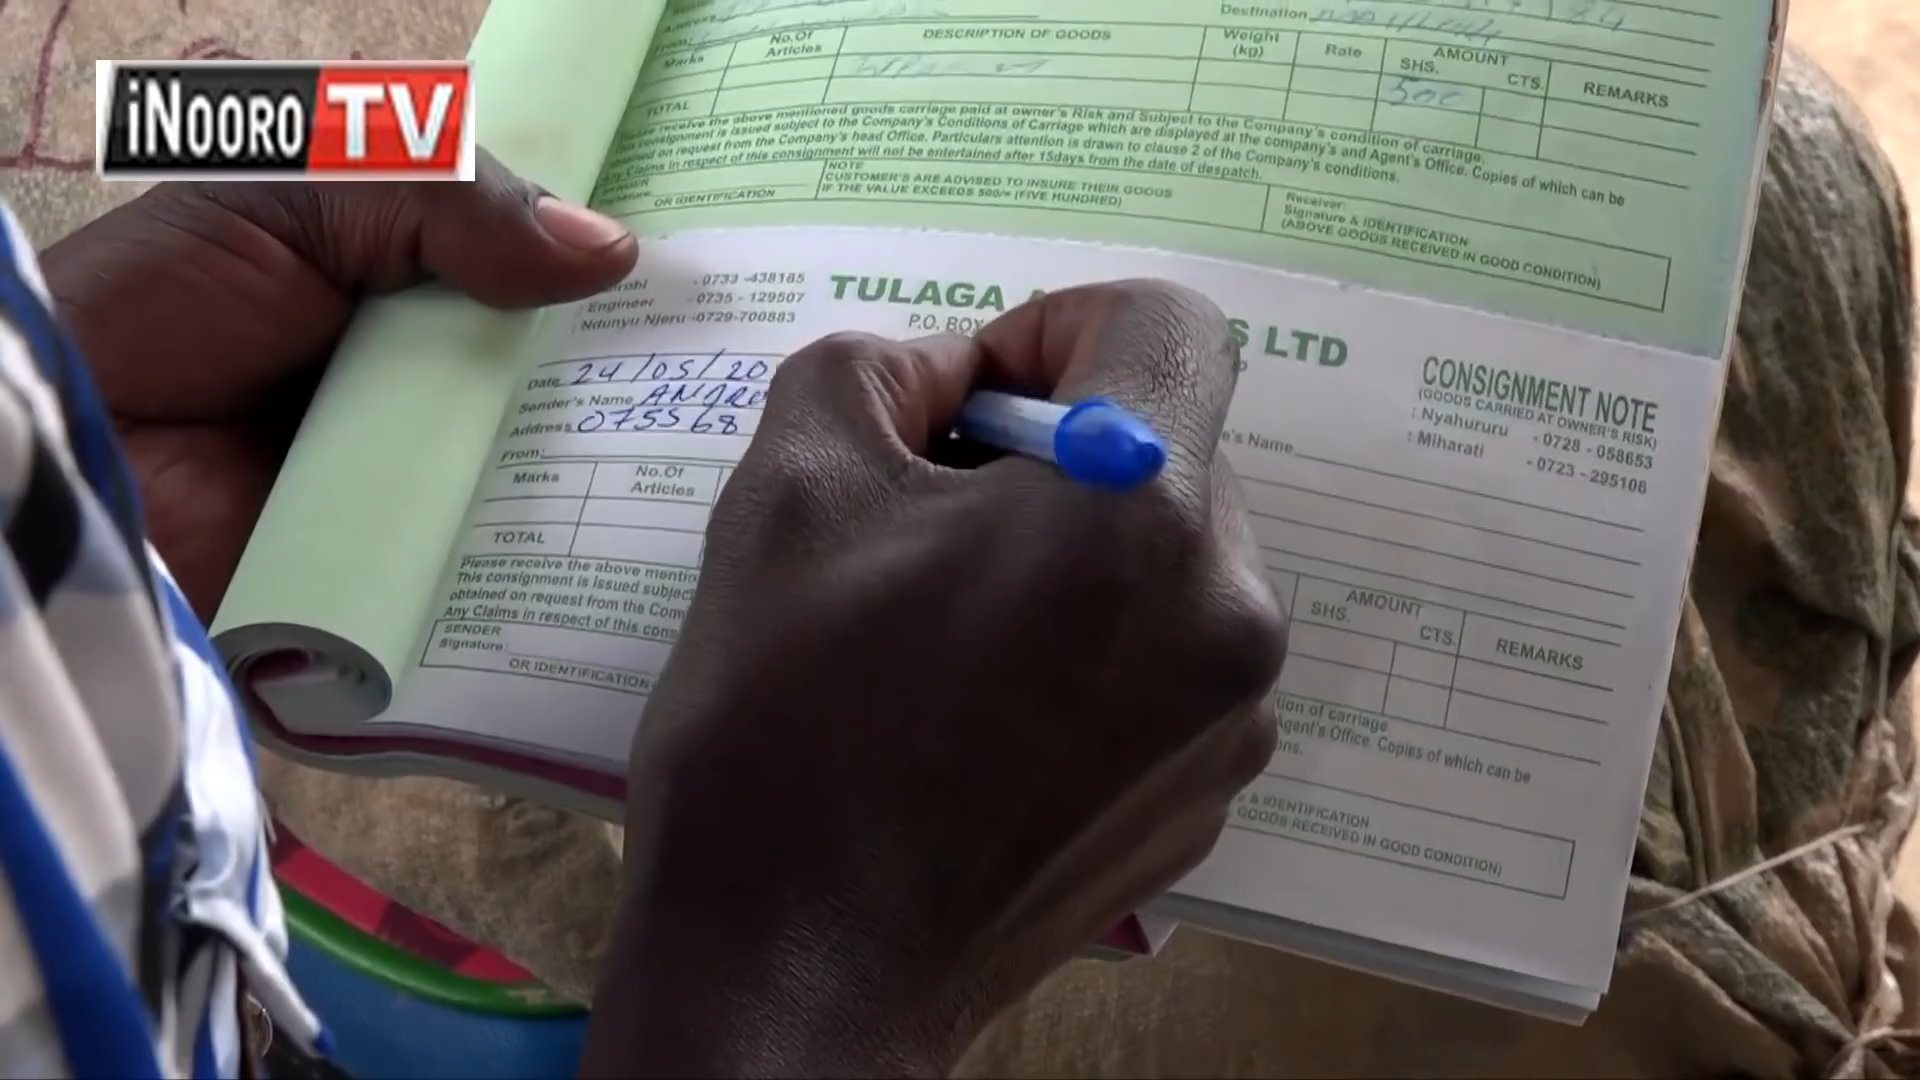 iNOORO TV
Destination
From:
Marks
No.Of Articles
DESCRIPTION OF GOODS
Weight (kg)
Rate
AMOUNT
SHS. CTS.
REMARKS
500
TOTAL
Please receive the above mentioned goods carriage paid at owner's Risk and Subject to the Company's condition of carriage.
This consignment is issued subject to the Company's Conditions of Carriage which are displayed at the company's and Agent's Office. Copies of which can be
obtained on request from the Company's head Office. Particulars attention is drawn to clause 2 of the Company's conditions.
Any Claims in respect of this consignment will not be entertained after 15days from the date of despatch.
SENDER
Signature
OR IDENTIFICATION
NOTE
CUSTOMER'S ARE ADVISED TO INSURE THEIR GOODS
IF THE VALUE EXCEEDS 500/= (FIVE HUNDRED)
Receiver:
Signature & IDENTIFICATION
(ABOVE GOODS RECEIVED IN GOOD CONDITION)
- 0733 -438185
: Engineer - 0735 - 129507
: Ndunyu Njeru -0729-700883
TULAGA S LTD
P.O. BOX
CONSIGNMENT NOTE
(GOODS CARRIED AT OWNER'S RISK)
: Nyahururu - 0728 - 058653
: Miharati - 0723 - 295106
Date 24/05/20
Sender's Name
Address 075568
From:
e's Name
Marks
No.Of Articles
AMOUNT
SHS. CTS.
REMARKS
TOTAL
Please receive the above mentio
This consignment is issued subjec
obtained on request from the Com
Any Claims in respect of this cons
tion of carriage.
Agent's Office. Copies of which can be
ons.
SENDER
Signature:
OR IDENTIFICATION
& IDENTIFICATION
GOODS RECEIVED IN GOOD CONDITION)